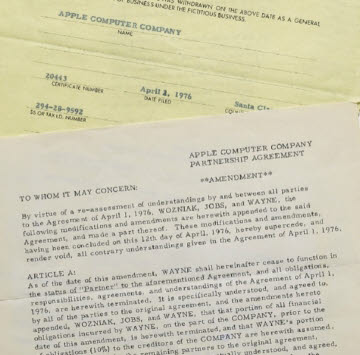 WITHDRAWN ON THE ABOVE DATE AS A GENERAL
OF BUSINESS UNDER THE FICTITIOUS BUSINESS.
APPLE COMPUTER COMPANY
NAME
20443
CERTIFICATE NUMBER
April 2, 1976
DATE FILED
Santa
294-28-9592
NUMBER
APPLE COMPUTER COMPANY
PARTNERSHIP AGREEMENT
**AMENDMENT**
TO WHOM IT MAY CONCERN:
By virtue of a re-assessment of understandings by and between all parties
to the Agreement of April 1, 1976, WOZNIAK, JOBS, and WAYNE, the
following modifications and amendments are herewith appended to the said
Agreement, and made a part thereof. These modifications and amendments,
having been concluded on this 12th day of April, 1976, hereby supercede, and
render void, all contrary understandings given in the Agreement of April 1, 1976.
ARTICLE A:
As of the date of this amendment, WAYNE shall hereinafter cease to function in
the status of "Partner" to the aforementioned Agreement, and all obligations,
responsibilities, agreements, and understandings of the Agreement of April 1,
1976, are herewith terminated. It is specifically understood, and agreed to,
by all of the parties to the original agreement, and the amendments hereto
appended, WOZNIAK, JOBS, and WAYNE, that that portion of all financial
obligations incurred by WAYNE, on the part of the COMPANY, prior to the
date of this amendment, is herewith terminated, and that WAYNE's portion
obligations (10%) to the creditors of the COMPANY are herewith assumed,
remaining partners to the original agreement.
understood, and agreed,